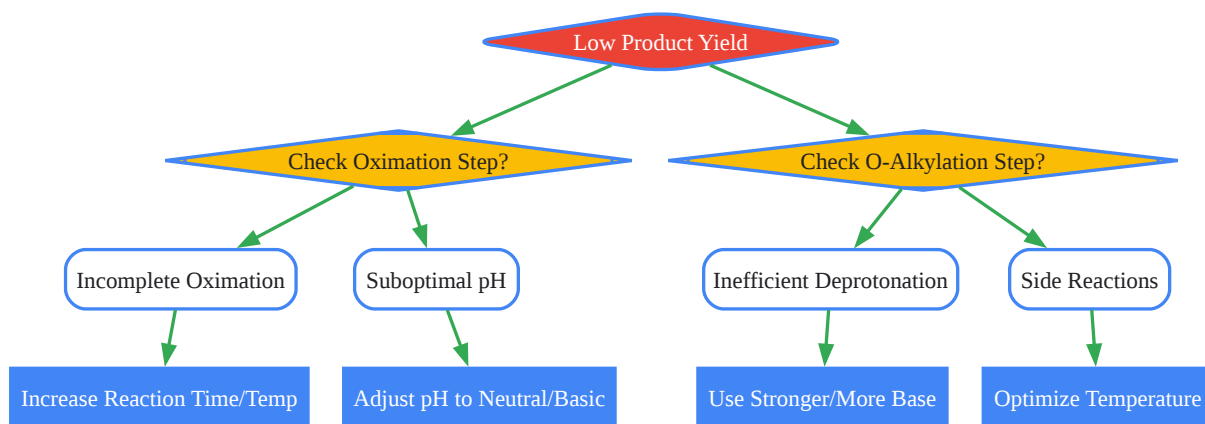 Low Product Yield
Check Oximation Step?
Check O-Alkylation Step?
Incomplete Oximation
Suboptimal pH
Inefficient Deprotonation
Side Reactions
Increase Reaction Time/Temp
Adjust pH to Neutral/Basic
Use Stronger/More Base
Optimize Temperature